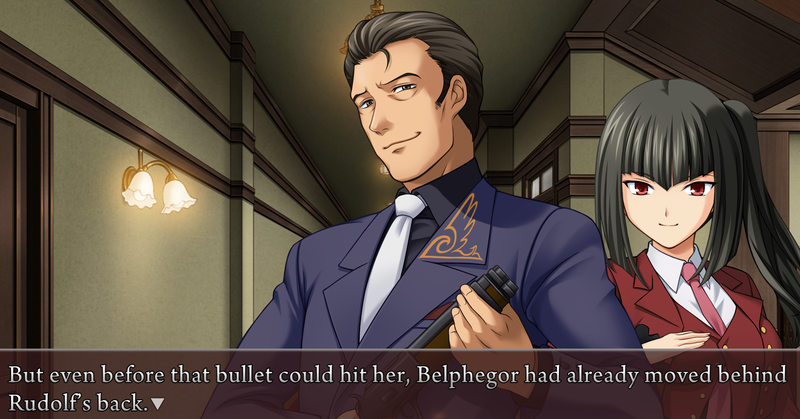 But even before that bullet could hit her, Belphegor had already moved behind
Rudolf's back.▼